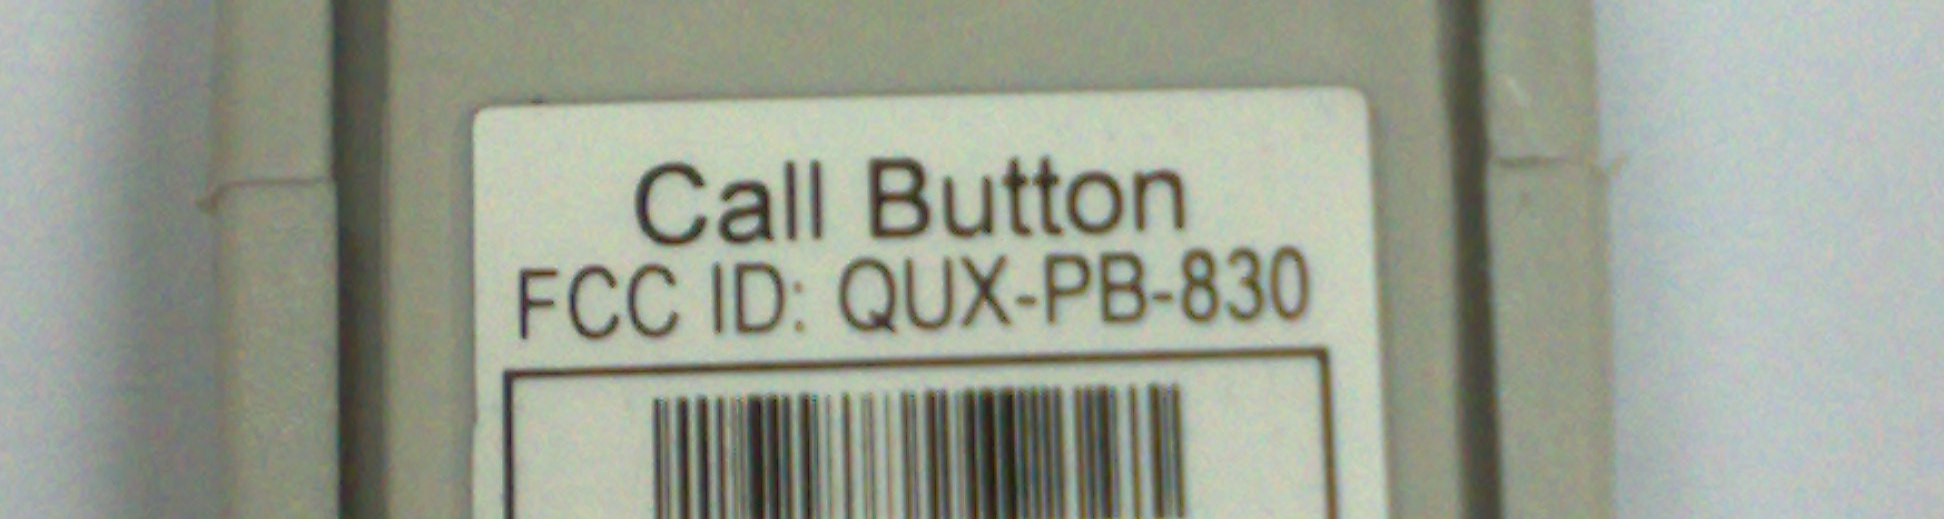 Call Button
FCC ID: QUX-PB-830